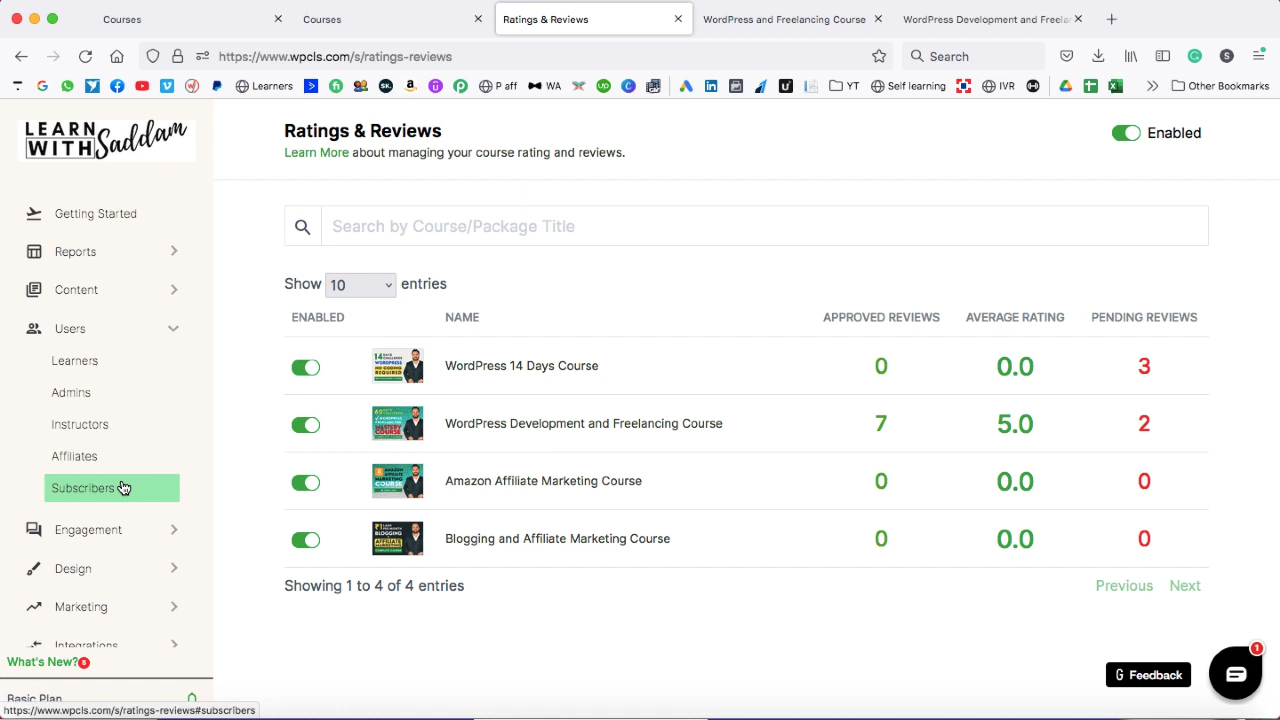 Courses
Courses
Ratings & Reviews
WordPress and Freelancing Course
WordPress Development and Freelan
https://www.wpcls.com/s/ratings-reviews
Search
Learners
P aff
WA
YT
Self learning
IVR
Other Bookmarks
LEARN WITH Saddam
Getting Started
Reports
Content
Users
Learners
Admins
Instructors
Affiliates
Subscribers
Engagement
Design
Marketing
Integrations
What's New? 8
Basic Plan
https://www.wpcls.com/s/ratings-reviews#subscribers
Ratings & Reviews
Enabled
Learn More about managing your course rating and reviews.
Search by Course/Package Title
Show 10 entries
ENABLED NAME APPROVED REVIEWS AVERAGE RATING PENDING REVIEWS
WordPress 14 Days Course 0 0.0 3
WordPress Development and Freelancing Course 7 5.0 2
Amazon Affiliate Marketing Course 0 0.0 0
Blogging and Affiliate Marketing Course 0 0.0 0
Showing 1 to 4 of 4 entries
Previous Next
Feedback
1